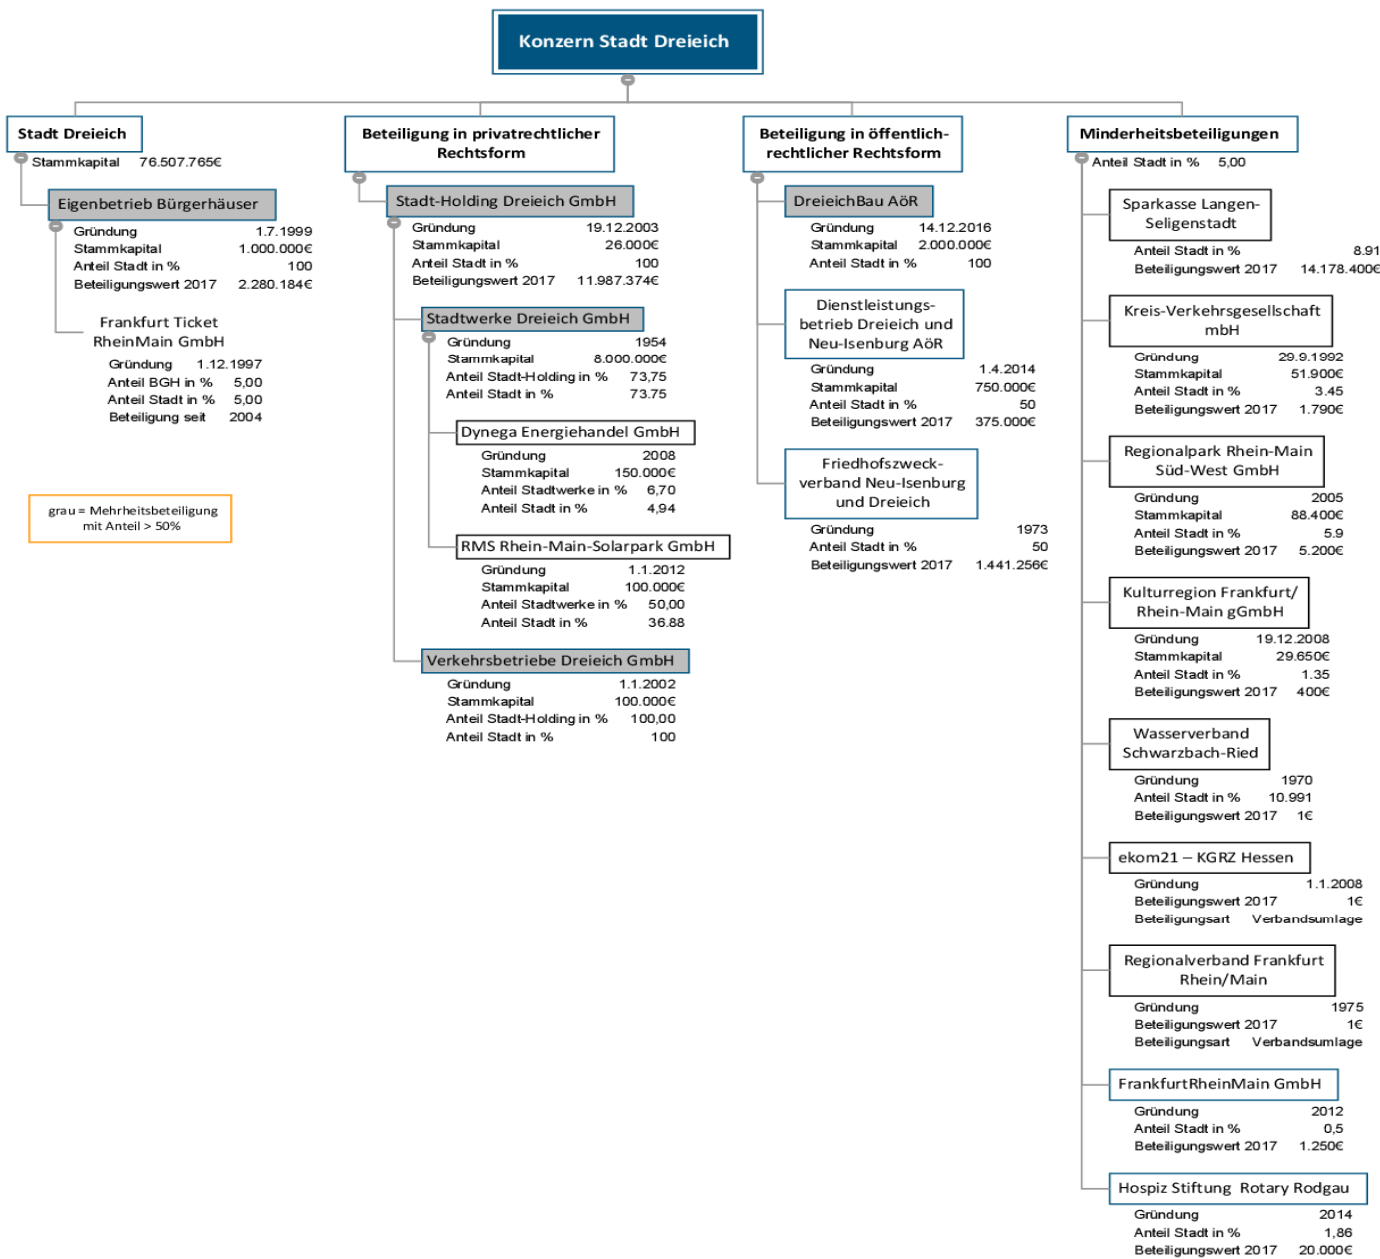 Konzern Stadt Dreieich
Stadt Dreieich
Stammkapital 76.507.765€
Eigenbetrieb Bürgerhäuser
Gründung 1.7.1999
Stammkapital 1.000.000€
Anteil Stadt in % 100
Beteiligungswert 2017 2.280.184€
Frankfurt Ticket
RheinMain GmbH
Gründung 1.12.1997
Anteil BGH in % 5,00
Anteil Stadt in % 5,00
Beteiligung seit 2004
grau = Mehrheitsbeteiligung
mit Anteil > 50%
Beteiligung in privatrechtlicher
Rechtsform
Stadt-Holding Dreieich GmbH
Gründung 19.12.2003
Stammkapital 26.000€
Anteil Stadt in % 100
Beteiligungswert 2017 11.987.374€
Stadtwerke Dreieich GmbH
Gründung 1954
Stammkapital 8.000.000€
Anteil Stadt-Holding in % 73,75
Anteil Stadt in % 73.75
Dynega Energiehandel GmbH
Gründung 2008
Stammkapital 150.000€
Anteil Stadtwerke in % 6,70
Anteil Stadt in % 4,94
RMS Rhein-Main-Solarpark GmbH
Gründung 1.1.2012
Stammkapital 100.000€
Anteil Stadtwerke in % 50,00
Anteil Stadt in % 36.88
Verkehrsbetriebe Dreieich GmbH
Gründung 1.1.2002
Stammkapital 100.000€
Anteil Stadt-Holding in % 100,00
Anteil Stadt in % 100
Beteiligung in öffentlich-
rechtlicher Rechtsform
DreieichBau AöR
Gründung 14.12.2016
Stammkapital 2.000.000€
Anteil Stadt in % 100
Dienstleistungs-
betrieb Dreieich und
Neu-Isenburg AöR
Gründung 1.4.2014
Stammkapital 750.000€
Anteil Stadt in % 50
Beteiligungswert 2017 375.000€
Friedhofszweck-
verband Neu-Isenburg
und Dreieich
Gründung 1973
Anteil Stadt in % 50
Beteiligungswert 2017 1.441.256€
Minderheitsbeteiligungen
Anteil Stadt in % 5,00
Sparkasse Langen-
Seligenstadt
Anteil Stadt in % 8.91
Beteiligungswert 2017 14.178.400€
Kreis-Verkehrsgesellschaft
mbH
Gründung 29.9.1992
Stammkapital 51.900€
Anteil Stadt in % 3.45
Beteiligungswert 2017 1.790€
Regionalpark Rhein-Main
Süd-West GmbH
Gründung 2005
Stammkapital 88.400€
Anteil Stadt in % 5.9
Beteiligungswert 2017 5.200€
Kulturregion Frankfurt/
Rhein-Main gGmbH
Gründung 19.12.2008
Stammkapital 29.650€
Anteil Stadt in % 1.35
Beteiligungswert 2017 400€
Wasserverband
Schwarzbach-Ried
Gründung 1970
Anteil Stadt in % 10.991
Beteiligungswert 2017 1€
ekom21 – KGRZ Hessen
Gründung 1.1.2008
Beteiligungswert 2017 1€
Beteiligungsart Verbandsumlage
Regionalverband Frankfurt
Rhein/Main
Gründung 1975
Beteiligungswert 2017 1€
Beteiligungsart Verbandsumlage
FrankfurtRheinMain GmbH
Gründung 2012
Anteil Stadt in % 0,5
Beteiligungswert 2017 1.250€
Hospiz Stiftung Rotary Rodgau
Gründung 2014
Anteil Stadt in % 1,86
Beteiligungswert 2017 20.000€